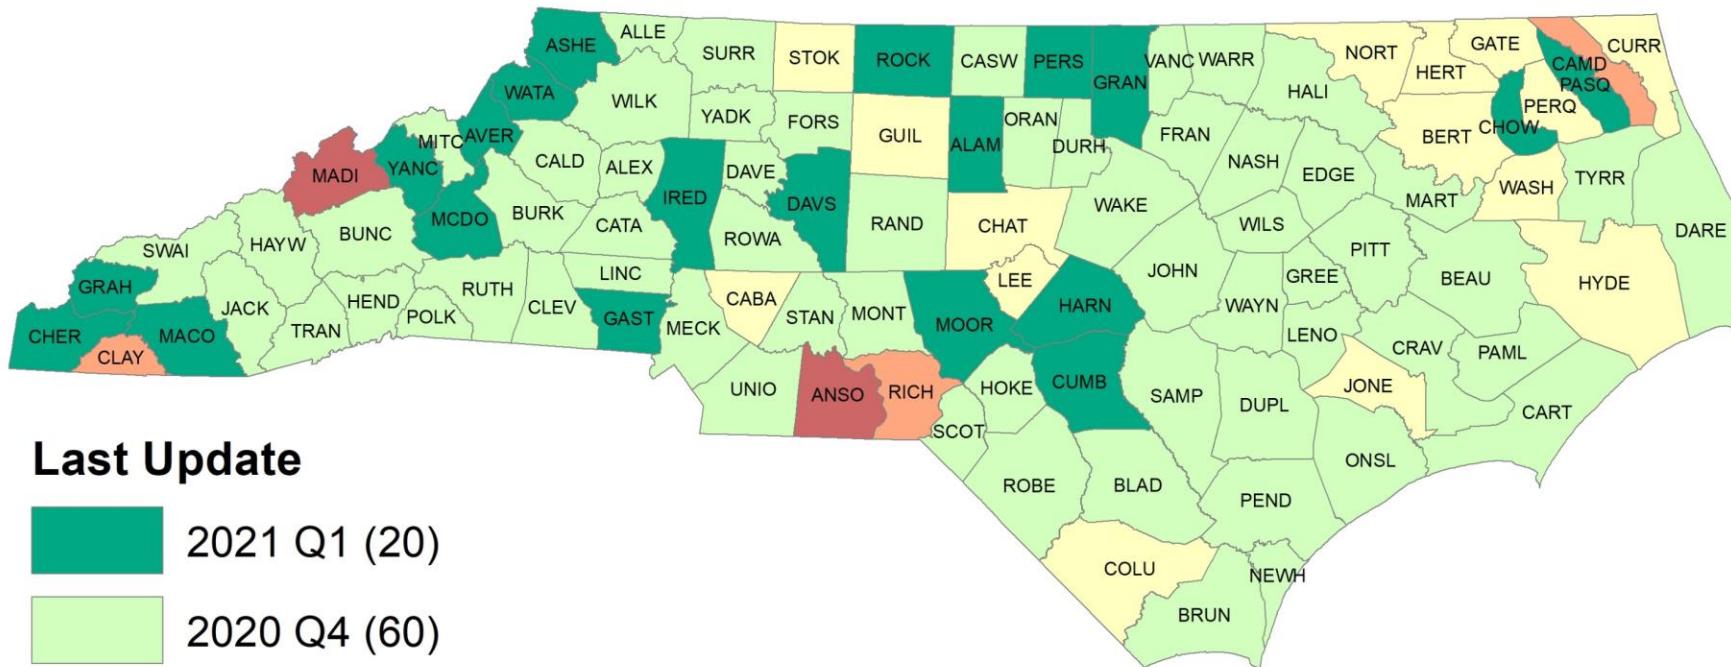 ASHE
ALLE
SURR
STOK
ROCK
CASW
PERS
GRAN
VANC
WARR
NORT
GATE
HERT
CAMD
CURR
PASQ
PERQ
CHOW
BERT
HALI
WATA
WILK
YADK
FORS
GUIL
ALAM
ORAN
DURH
FRAN
NASH
EDGE
MART
WASH
TYRR
DARE
MADI
YANC
MITC
AVER
CALD
ALEX
IRED
DAVE
DAVS
RAND
CHAT
WAKE
WILS
PITT
BEAU
HYDE
SWAI
HAYW
BUNC
MCDO
BURK
CATA
ROWA
LEE
JOHN
GREE
WAYN
LENO
CRAV
PAML
GRAH
JACK
HEND
RUTH
LINC
CHER
MACO
CLAY
TRAN
POLK
CLEV
GAST
MECK
CABA
STAN
MONT
MOOR
HARN
UNIO
ANSO
RICH
HOKE
CUMB
SAMP
DUPL
JONE
CART
SCOT
ONSL
ROBE
BLAD
PEND
COLU
NEWH
BRUN
Last Update
2021 Q1 (20)
2020 Q4 (60)